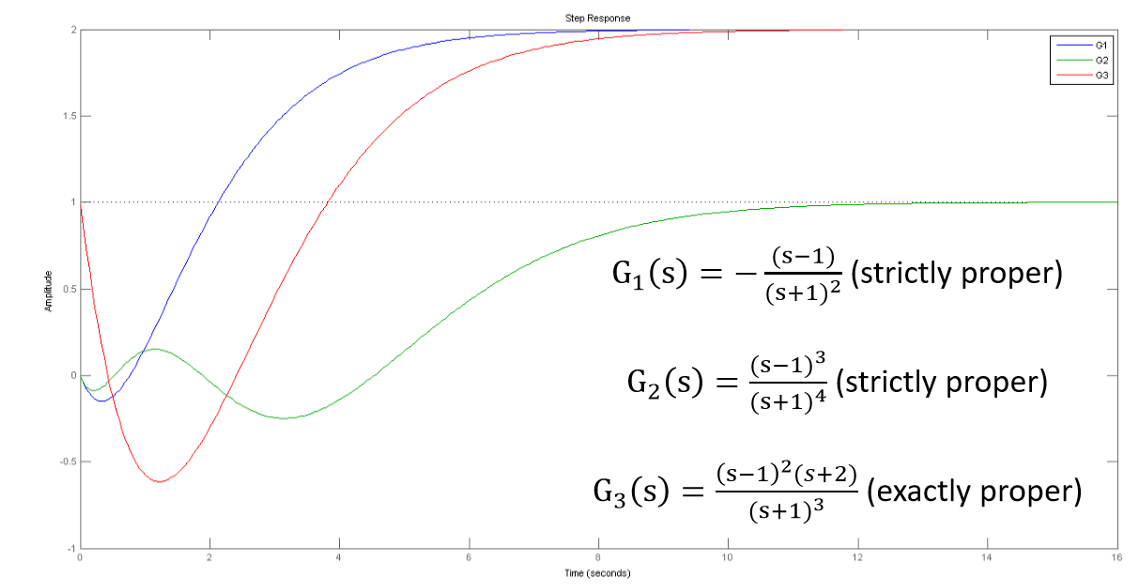 Step Response
2
1.5
1
0.5
0
-0.5
-1
Amplitude
G1
G2
G3
G₁(s) = −(s−1)/(s+1)² (strictly proper)
G₂(s) = (s−1)³/(s+1)⁴ (strictly proper)
G₃(s) = (s−1)²(s+2)/(s+1)³ (exactly proper)
0 2 4 6 8 10 12 14 16
Time (seconds)